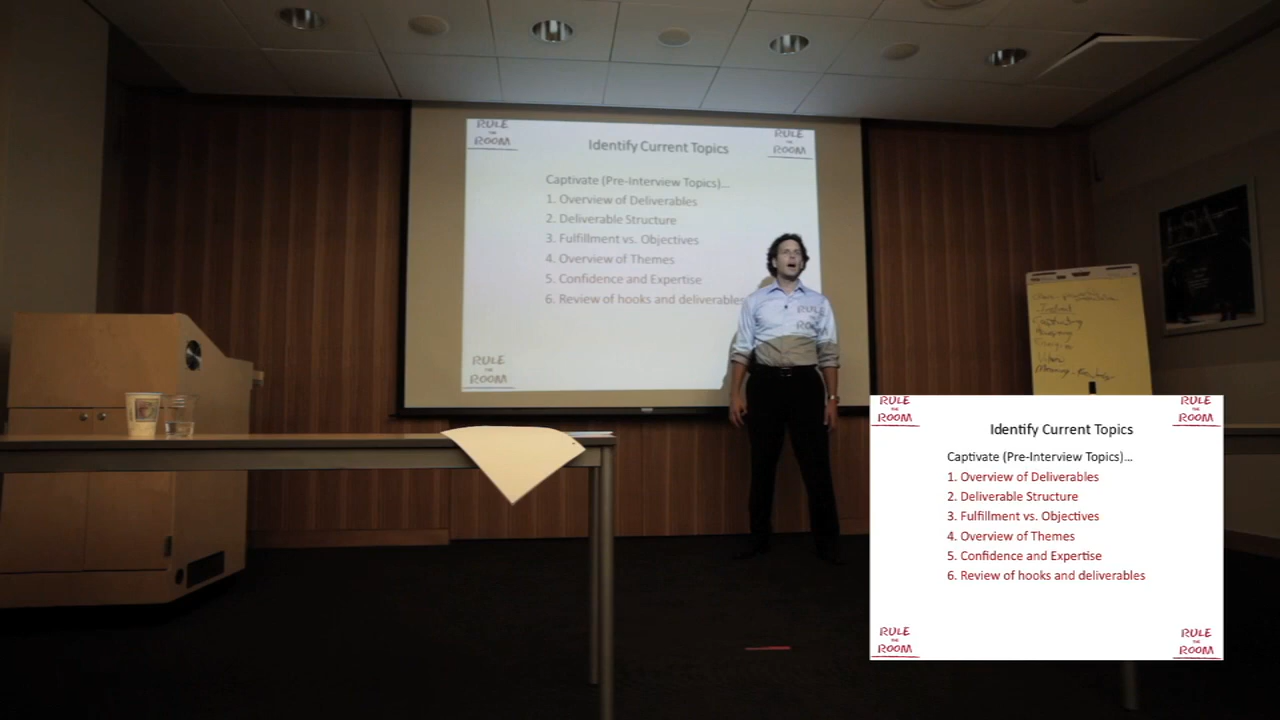 RULE
THE
ROOM
RULE
THE
ROOM
Identify Current Topics
Captivate (Pre-Interview Topics)...
1. Overview of Deliverables
2. Deliverable Structure
3. Fulfillment vs. Objectives
4. Overview of Themes
5. Confidence and Expertise
6. Review of hooks and deliverables
RULE
THE
ROOM
RULE
THE
ROOM
RULE
THE
ROOM
RULE
THE
ROOM
Identify Current Topics
Captivate (Pre-Interview Topics)...
1. Overview of Deliverables
2. Deliverable Structure
3. Fulfillment vs. Objectives
4. Overview of Themes
5. Confidence and Expertise
6. Review of hooks and deliverables
RULE
THE
ROOM
RULE
THE
ROOM